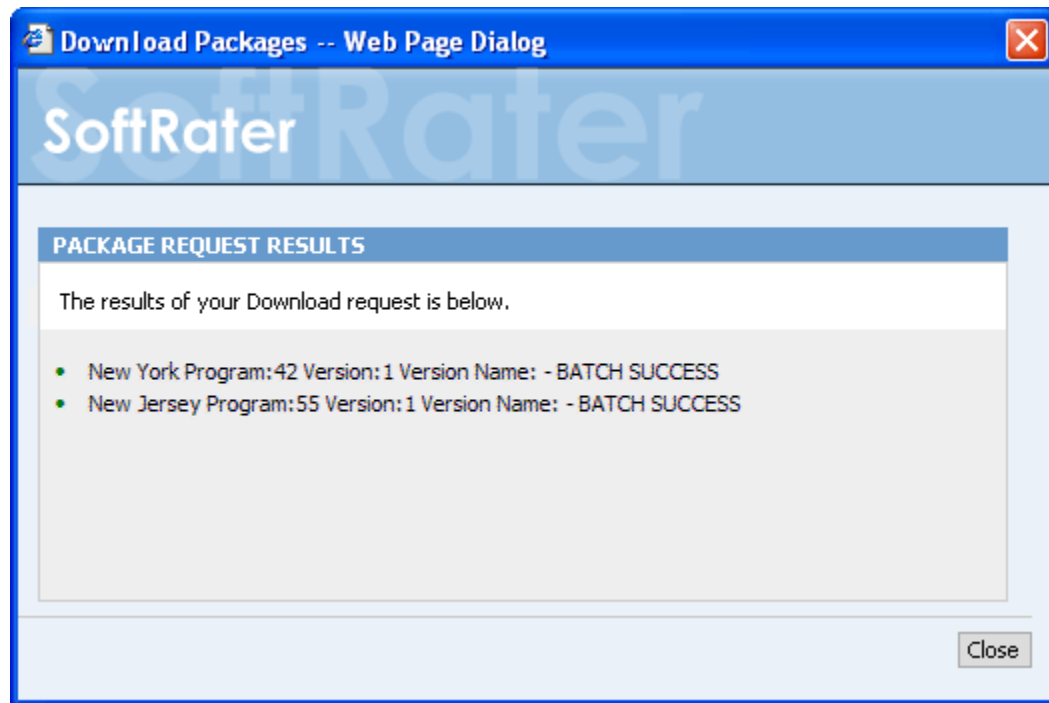 Download Packages -- Web Page Dialog
SoftRater
SoftRater
PACKAGE REQUEST RESULTS
The results of your Download request is below.
New York Program:42 Version:1 Version Name: - BATCH SUCCESS
New Jersey Program:55 Version:1 Version Name: - BATCH SUCCESS
Close